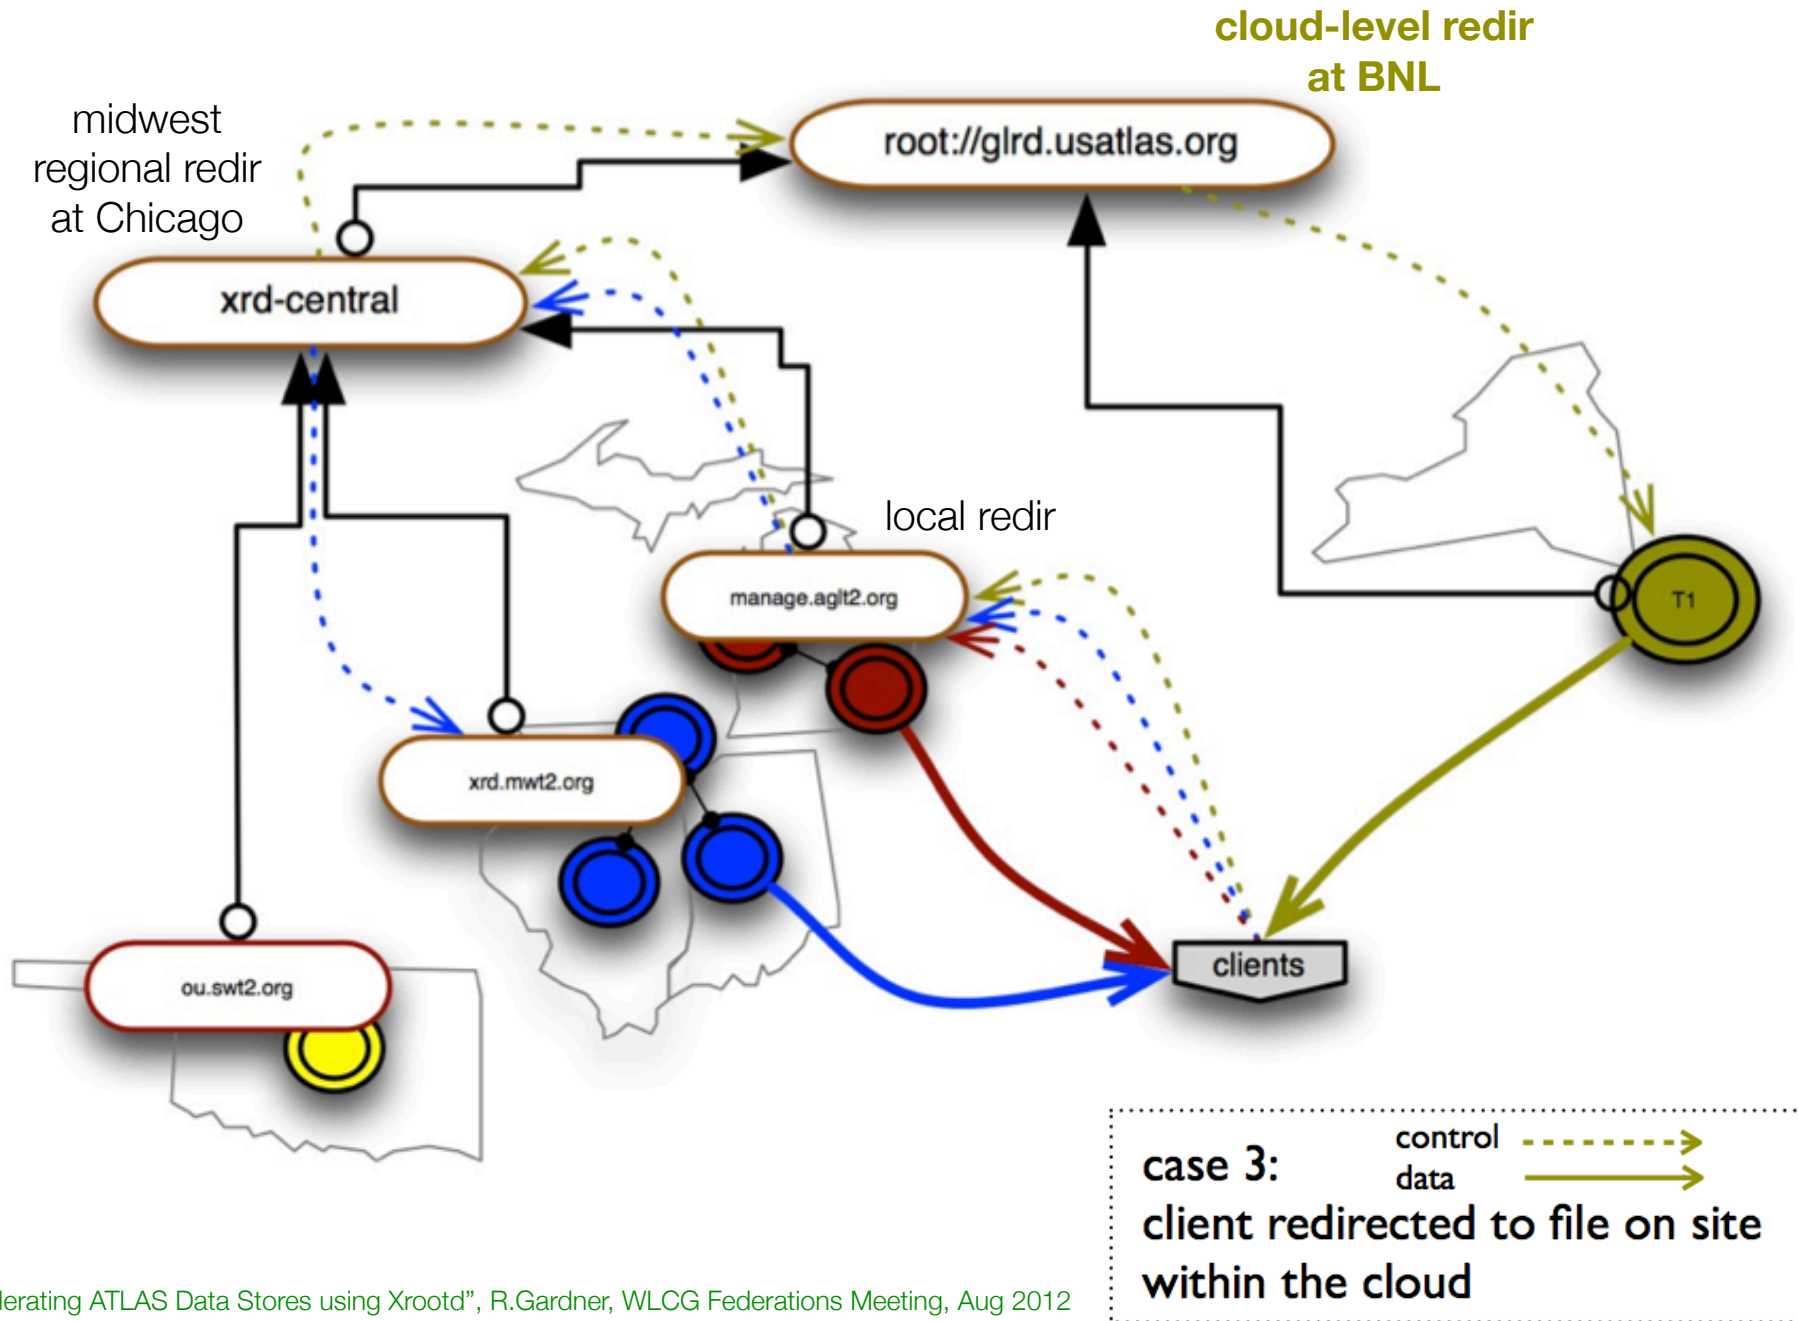 cloud-level redir
at BNL
midwest
regional redir
at Chicago
root://glrd.usatlas.org
xrd-central
local redir
manage.aglt2.org
T1
xrd.mwt2.org
clients
ou.swt2.org
control
case 3:
data
client redirected to file on site
within the cloud
erating ATLAS Data Stores using Xrootd”, R.Gardner, WLCG Federations Meeting, Aug 2012